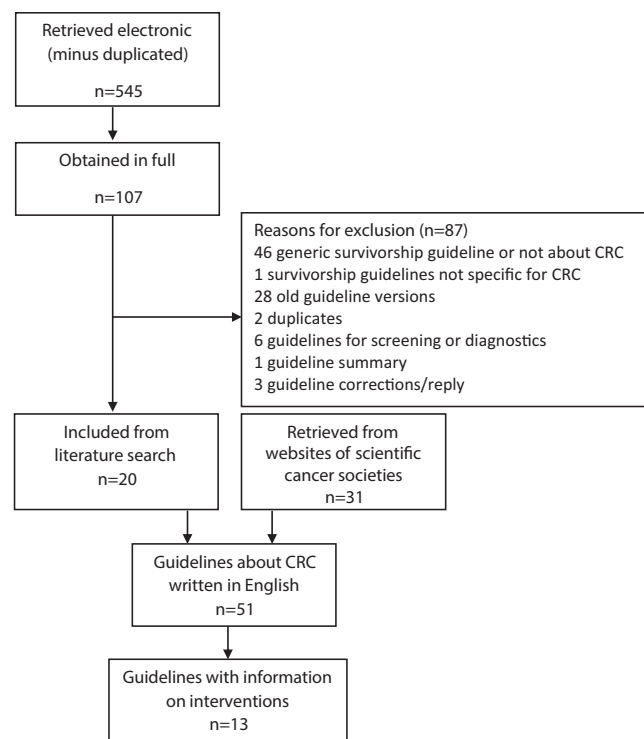 Retrieved electronic
(minus duplicated)
n=545
Obtained in full
n=107
Reasons for exclusion (n=87)
46 generic survivorship guideline or not about CRC
1 survivorship guidelines not specific for CRC
28 old guideline versions
2 duplicates
6 guidelines for screening or diagnostics
1 guideline summary
3 guideline corrections/reply
Included from
literature search
n=20
Retrieved from
websites of scientific
cancer societies
n=31
Guidelines about CRC
written in English
n=51
Guidelines with information
on interventions
n=13